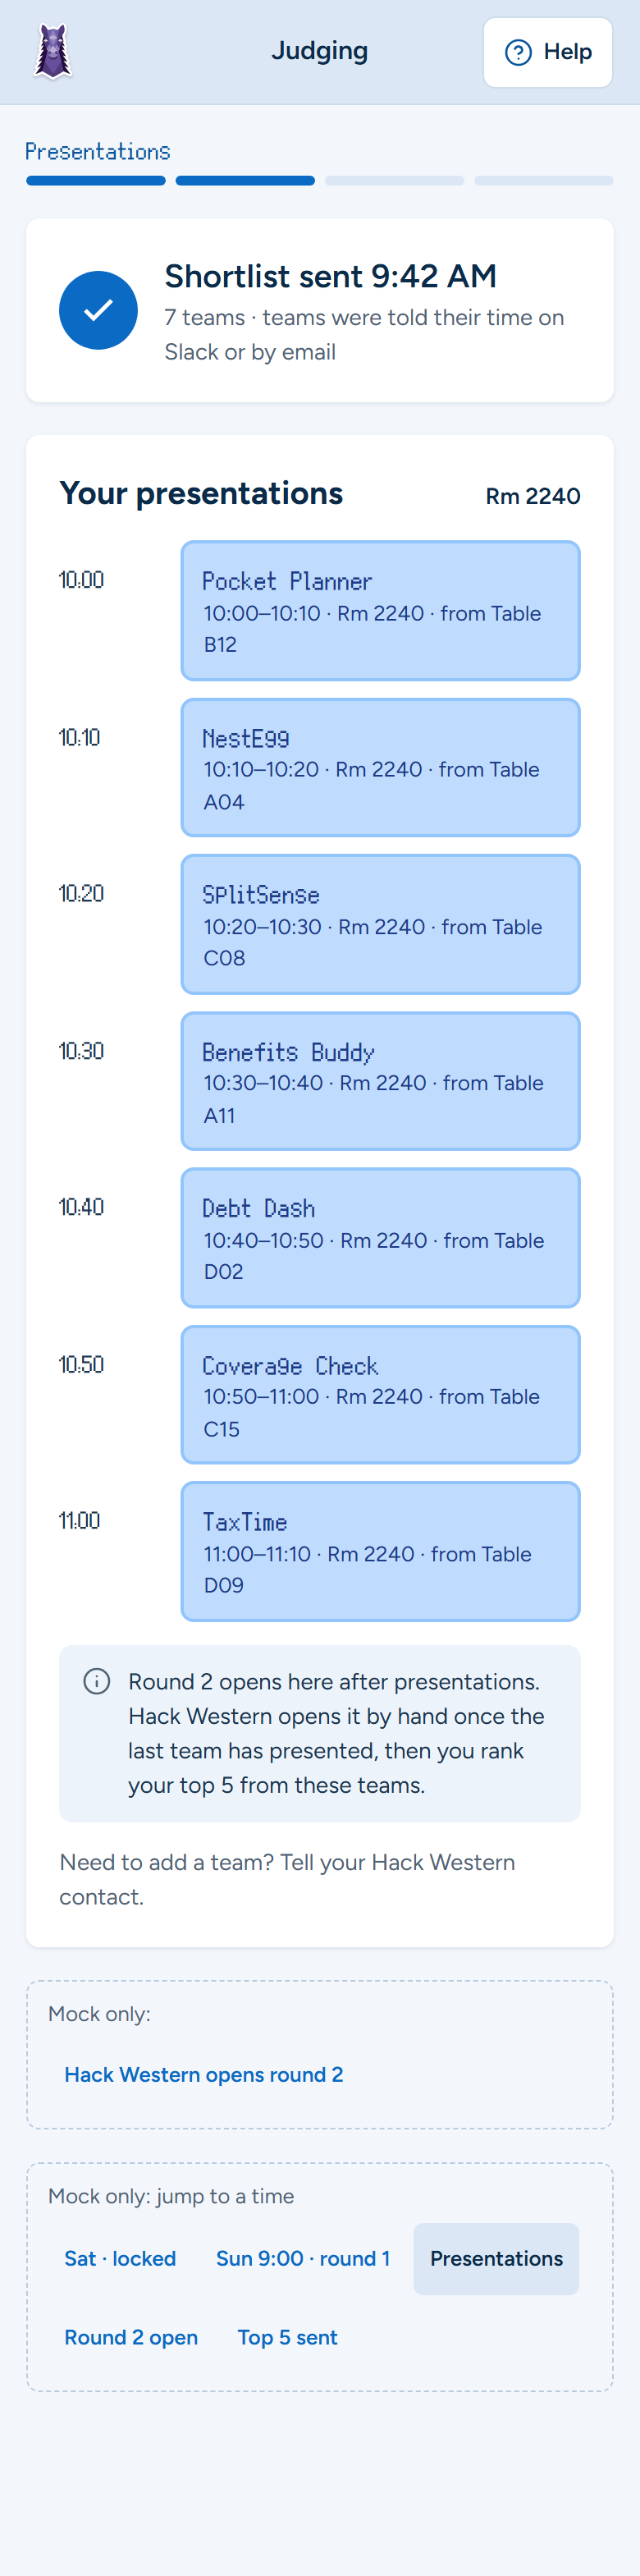 Judging
Help
Presentations
Shortlist sent 9:42 AM
7 teams · teams were told their time on
Slack or by email
Your presentations
Rm 2240
10:00
Pocket Planner
10:00–10:10 · Rm 2240 · from Table
B12
10:10
NestEgg
10:10–10:20 · Rm 2240 · from Table
A04
10:20
SplitSense
10:20–10:30 · Rm 2240 · from Table
C08
10:30
Benefits Buddy
10:30–10:40 · Rm 2240 · from Table
A11
10:40
Debt Dash
10:40–10:50 · Rm 2240 · from Table
D02
10:50
Coverage Check
10:50–11:00 · Rm 2240 · from Table
C15
11:00
TaxTime
11:00–11:10 · Rm 2240 · from Table
D09
Round 2 opens here after presentations.
Hack Western opens it by hand once the
last team has presented, then you rank
your top 5 from these teams.
Need to add a team? Tell your Hack Western
contact.
Mock only:
Hack Western opens round 2
Mock only: jump to a time
Sat · locked
Sun 9:00 · round 1
Presentations
Round 2 open
Top 5 sent